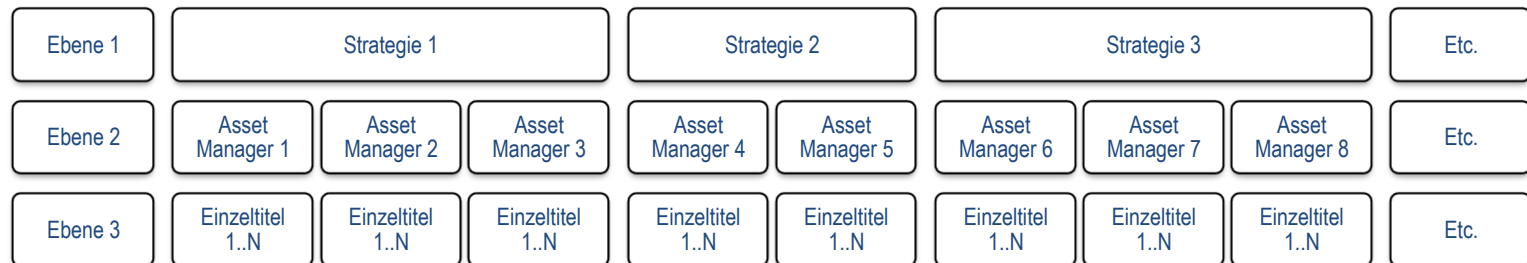 Ebene 1
Strategie 1
Strategie 2
Strategie 3
Etc.
Ebene 2
Asset
Manager 1
Asset
Manager 2
Asset
Manager 3
Asset
Manager 4
Asset
Manager 5
Asset
Manager 6
Asset
Manager 7
Asset
Manager 8
Etc.
Ebene 3
Einzeltitel
1..N
Einzeltitel
1..N
Einzeltitel
1..N
Einzeltitel
1..N
Einzeltitel
1..N
Einzeltitel
1..N
Einzeltitel
1..N
Einzeltitel
1..N
Etc.